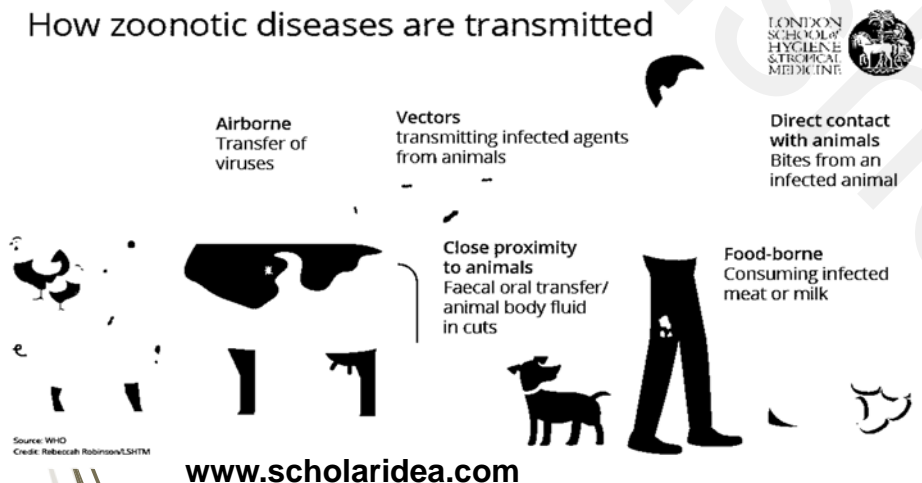 How zoonotic diseases are transmitted
LONDON
SCHOOL of
HYGIENE
& TROPICAL
MEDICINE
Airborne
Transfer of
viruses
Vectors
transmitting infected agents
from animals
Direct contact
with animals
Bites from an
infected animal
Close proximity
to animals
Faecal oral transfer/
animal body fluid
in cuts
Food-borne
Consuming infected
meat or milk
Source: WHO
Credit: Rebeccah Robinson/LSHTM
www.scholaridea.com